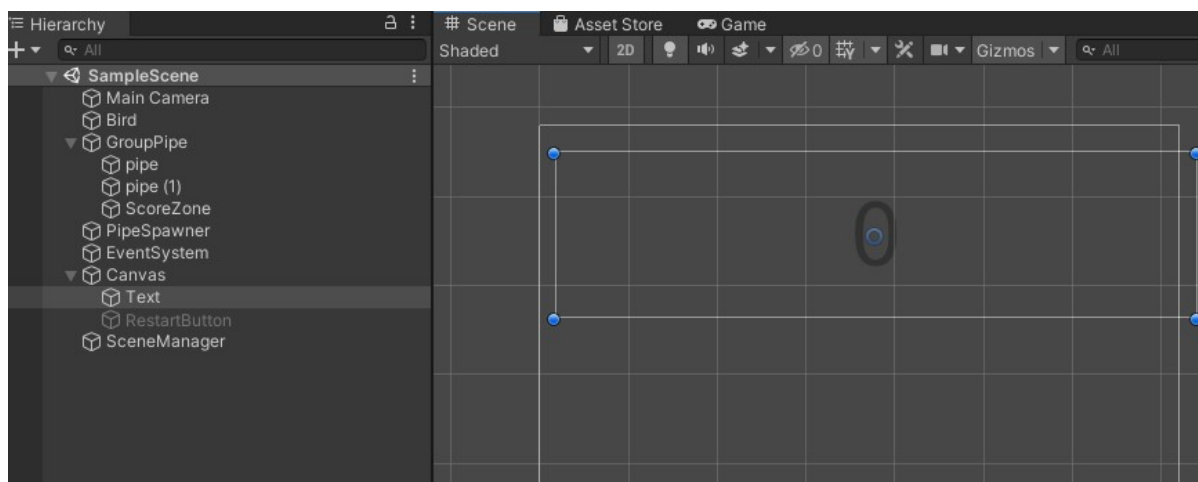 Hierarchy
All
SampleScene
Main Camera
Bird
GroupPipe
pipe
pipe (1)
ScoreZone
PipeSpawner
EventSystem
Canvas
Text
RestartButton
SceneManager
Scene Asset Store Game
Shaded 2D 0 Gizmos All
0